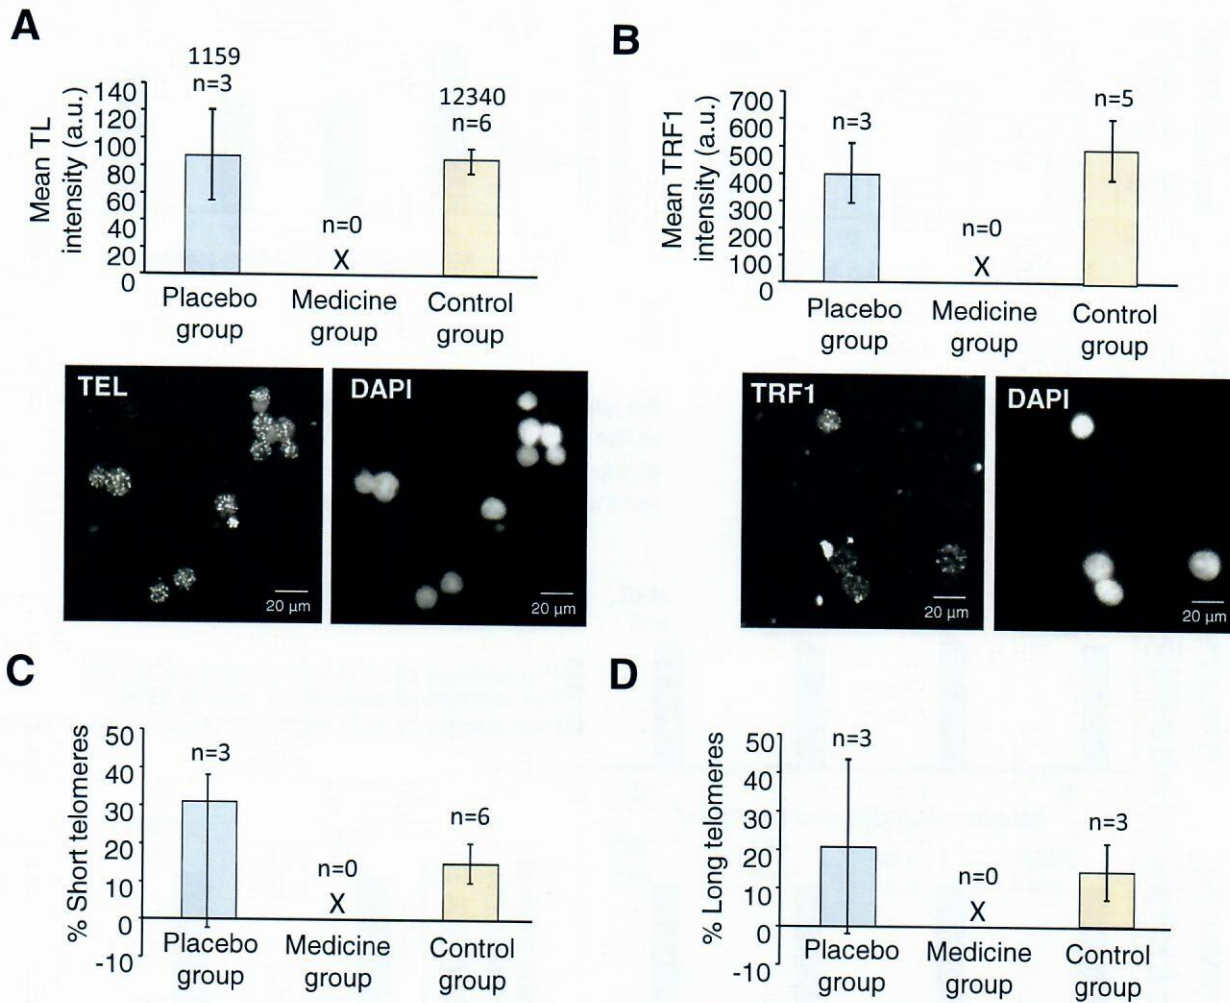 A
1159
n=3
12340
n=6
n=0
X
Mean TL
intensity (a.u.)
140
120
100
80
60
40
20
0
Placebo
group
Medicine
group
Control
group
TEL
20 µm
DAPI
20 µm
B
n=3
n=0
X
n=5
Mean TRF1
intensity (a.u.)
700
600
500
400
300
200
100
0
Placebo
group
Medicine
group
Control
group
TRF1
20 µm
DAPI
20 µm
C
n=3
n=0
X
n=6
% Short telomeres
50
40
30
20
10
0
-10
Placebo
group
Medicine
group
Control
group
D
n=3
n=0
X
n=3
% Long telomeres
50
40
30
20
10
0
-10
Placebo
group
Medicine
group
Control
group